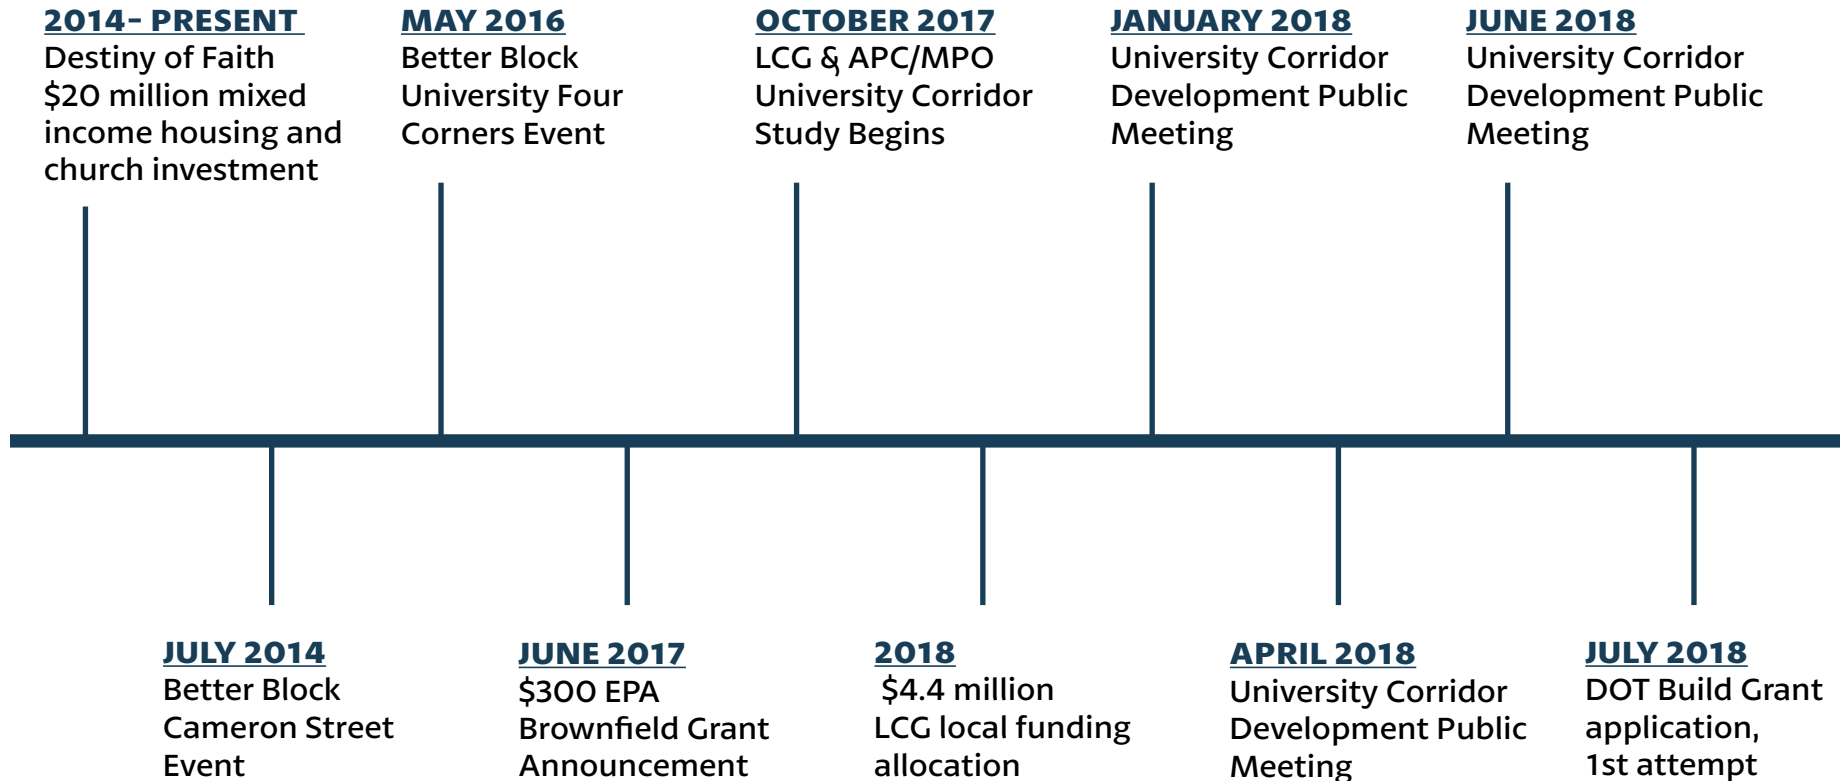 2014- PRESENT
Destiny of Faith
$20 million mixed
income housing and
church investment
MAY 2016
Better Block
University Four
Corners Event
OCTOBER 2017
LCG & APC/MPO
University Corridor
Study Begins
JANUARY 2018
University Corridor
Development Public
Meeting
JUNE 2018
University Corridor
Development Public
Meeting
JULY 2014
Better Block
Cameron Street
Event
JUNE 2017
$300 EPA
Brownfield Grant
Announcement
2018
$4.4 million
LCG local funding
allocation
APRIL 2018
University Corridor
Development Public
Meeting
JULY 2018
DOT Build Grant
application,
1st attempt